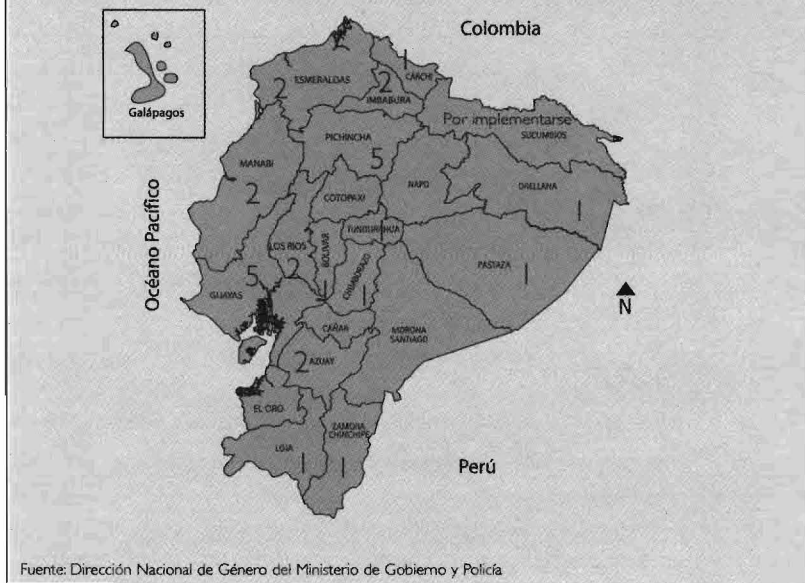 Colombia
Galápagos
ESMERALDAS
2
2
CARCHI
1
IMBABURA
Por implementarse
SUCUMBIOS
PICHINCHA
5
MANABÍ
2
NAPO
ORELLANA
1
COTOPAXI
TUNGURAHUA
Océano Pacífico
LOS RIOS
2
BOLIVAR
1
CHIMBORAZO
1
PASTAZA
1
GUAYAS
5
N
CAÑAR
MORONA
SANTIAGO
2
AZUAY
EL ORO
ZAMORA
CHINCHIPE
1
LOJA
1
Perú
Fuente: Dirección Nacional de Género del Ministerio de Gobierno y Policía